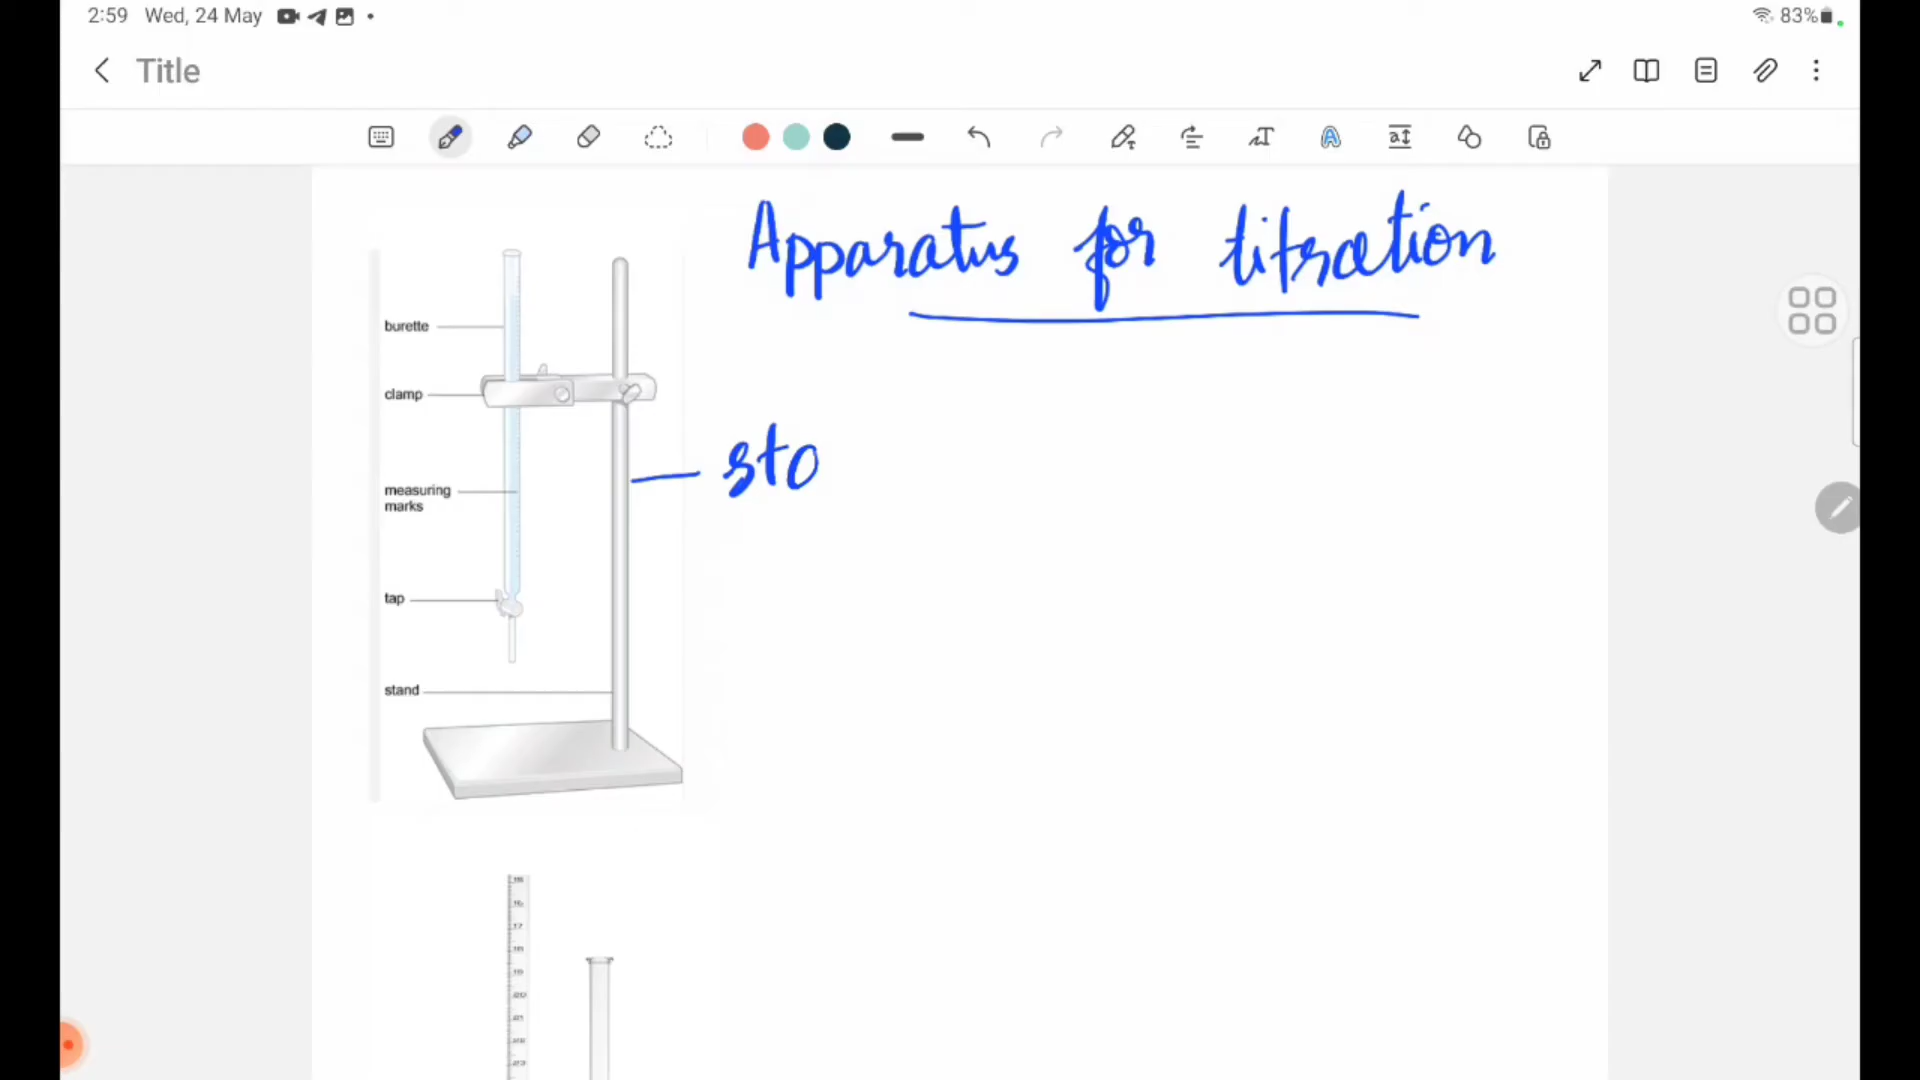 2:59 Wed, 24 May
83%
Title
Apparatus for titration
burette
clamp
sto
measuring
marks
tap
stand